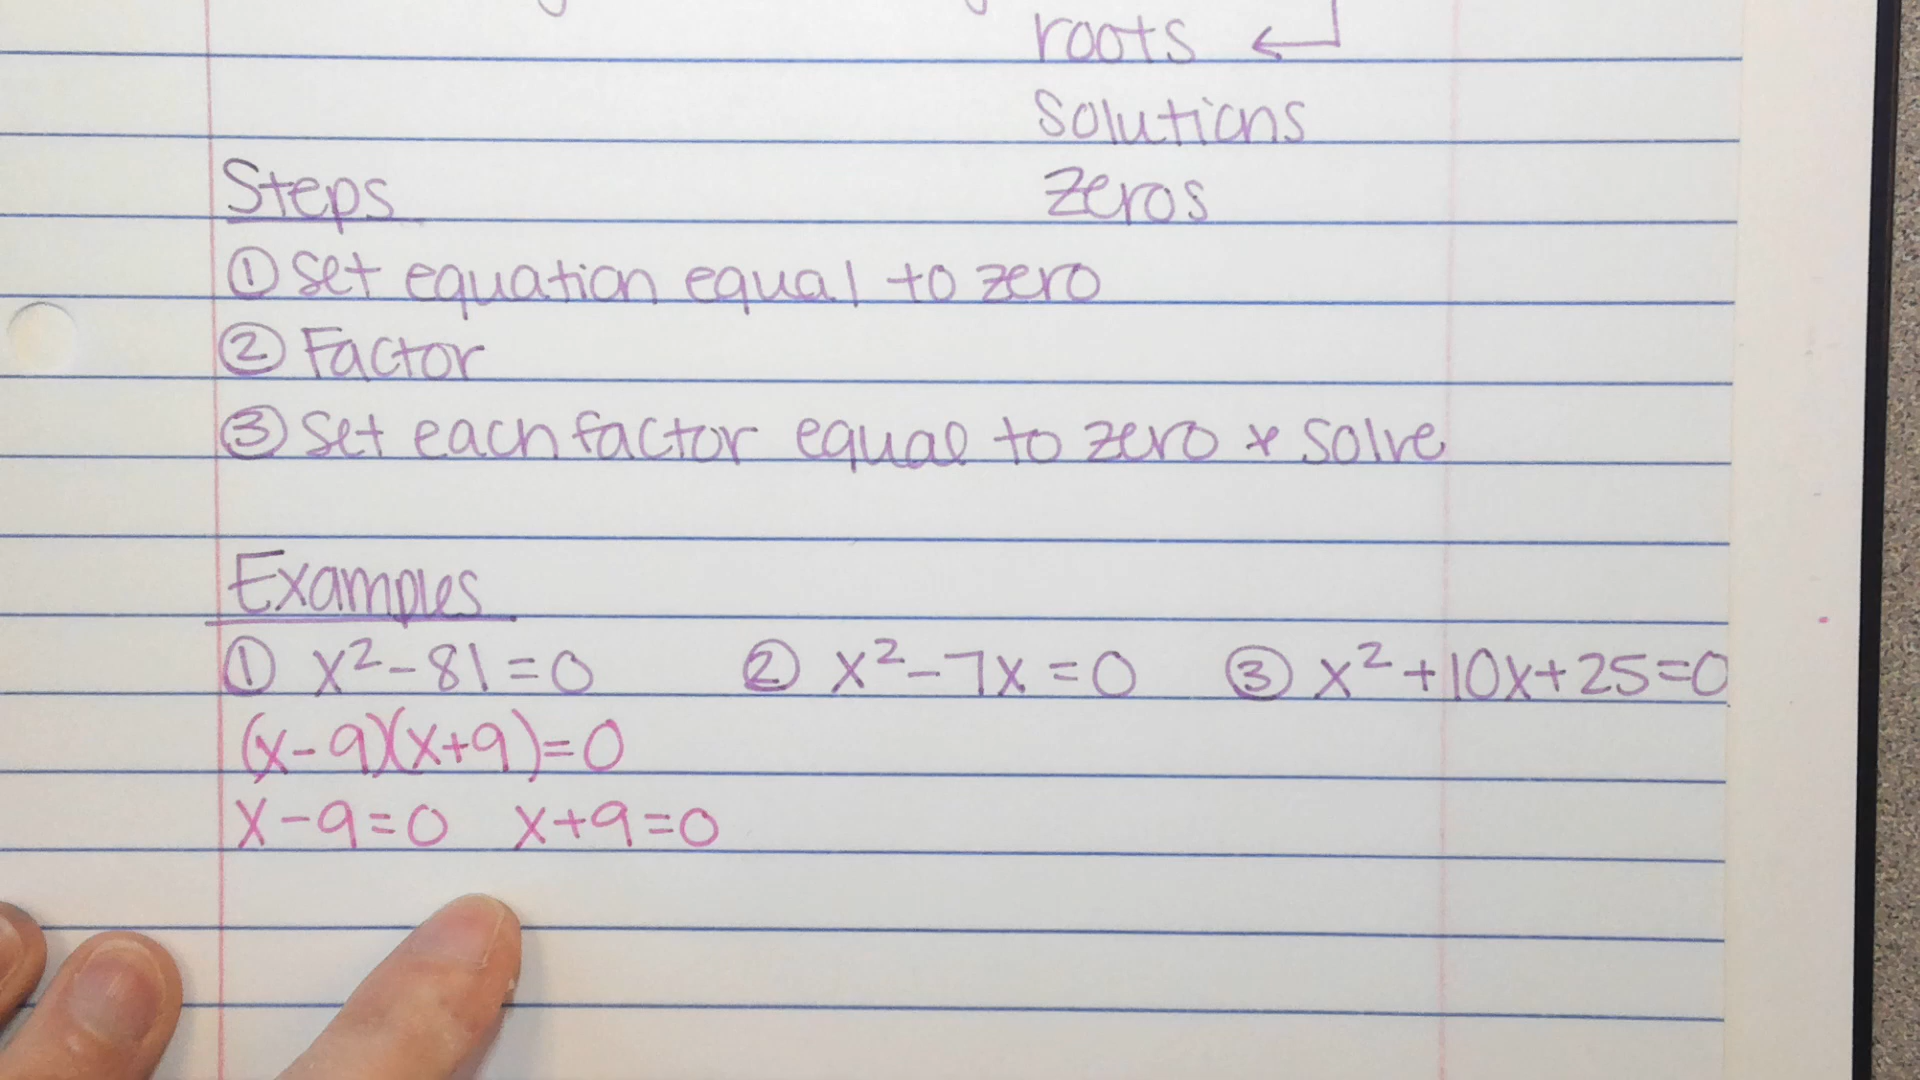 roots ←
solutions
Steps
zeros
① set equation equal to zero
② Factor
③ set each factor equal to zero & solve
Examples
① x²-81=0 ② x²-7x=0 ③ x²+10x+25=0
(x-9)(x+9)=0
x-9=0 x+9=0